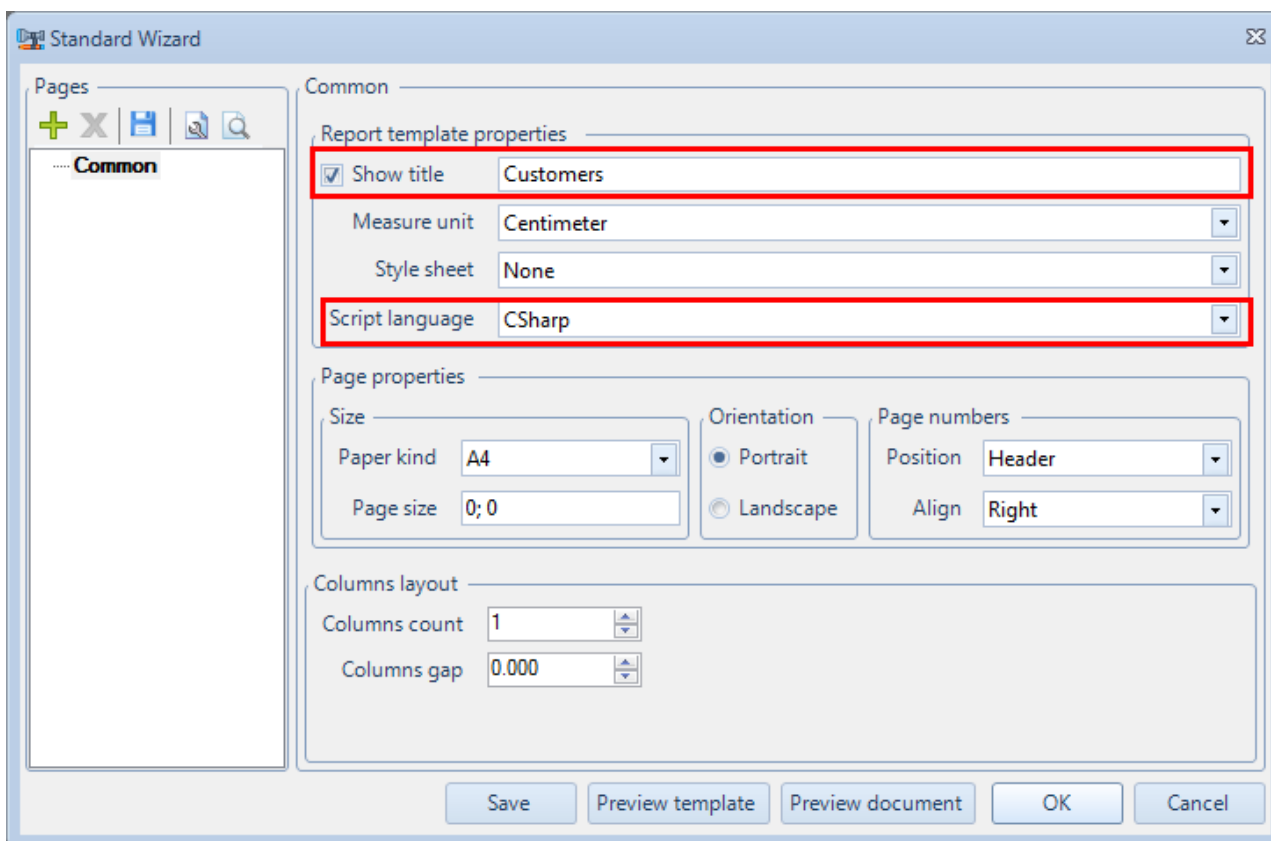 Standard Wizard
Pages
Common
Common
Report template properties
Show title Customers
Measure unit Centimeter
Style sheet None
Script language CSharp
Page properties
Size
Paper kind A4
Page size 0; 0
Orientation
Portrait
Landscape
Page numbers
Position Header
Align Right
Columns layout
Columns count 1
Columns gap 0.000
Save Preview template Preview document OK Cancel